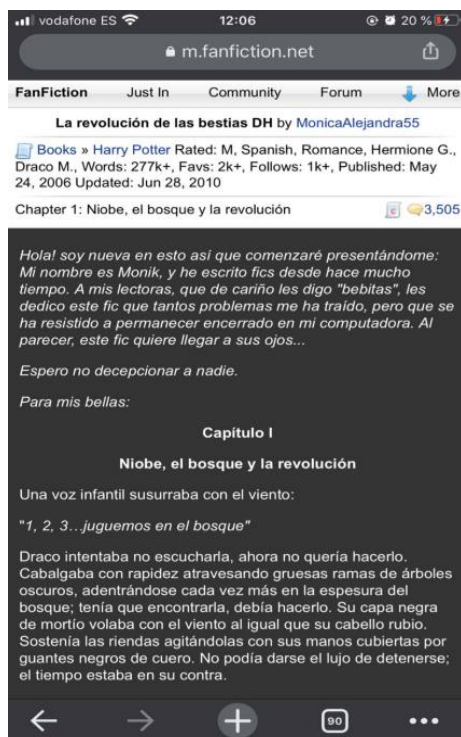 vodafone ES 12:06 20 %
m.fanfiction.net
FanFiction Just In Community Forum More
La revolución de las bestias DH by MonicaAlejandra55
Books » Harry Potter Rated: M, Spanish, Romance, Hermione G.,
Draco M., Words: 277k+, Favs: 2k+, Follows: 1k+, Published: May
24, 2006 Updated: Jun 28, 2010
Chapter 1: Niobe, el bosque y la revolución c 3,505
Hola! soy nueva en esto así que comenzaré presentándome:
Mi nombre es Monik, y he escrito fics desde hace mucho
tiempo. A mis lectoras, que de cariño les digo "bebitas", les
dedico este fic que tantos problemas me ha traído, pero que se
ha resistido a permanecer encerrado en mi computadora. Al
parecer, este fic quiere llegar a sus ojos...
Espero no decepcionar a nadie.
Para mis bellas:
Capítulo I
Niobe, el bosque y la revolución
Una voz infantil susurraba con el viento:
"1, 2, 3…juguemos en el bosque"
Draco intentaba no escucharla, ahora no quería hacerlo.
Cabalgaba con rapidez atravesando gruesas ramas de árboles
oscuros, adentrándose cada vez más en la espesura del
bosque; tenía que encontrarla, debía hacerlo. Su capa negra
de mortío volaba con el viento al igual que su cabello rubio.
Sostenía las riendas agitándolas con sus manos cubiertas por
guantes negros de cuero. No podía darse el lujo de detenerse;
el tiempo estaba en su contra.
90